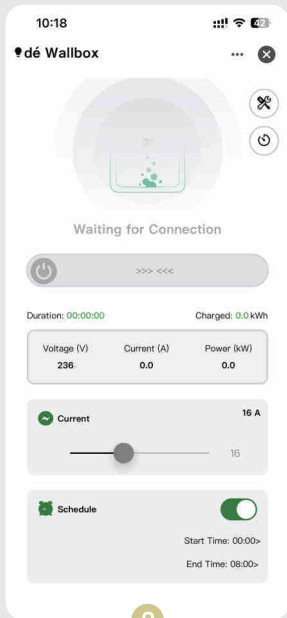 10:18
42
dé Wallbox
Waiting for Connection
>>> <<<
Duration: 00:00:00 Charged: 0.0 kWh
Voltage (V) Current (A) Power (kW)
236 0.0 0.0
Current 16 A
16
Schedule
Start Time: 00:00>
End Time: 08:00>